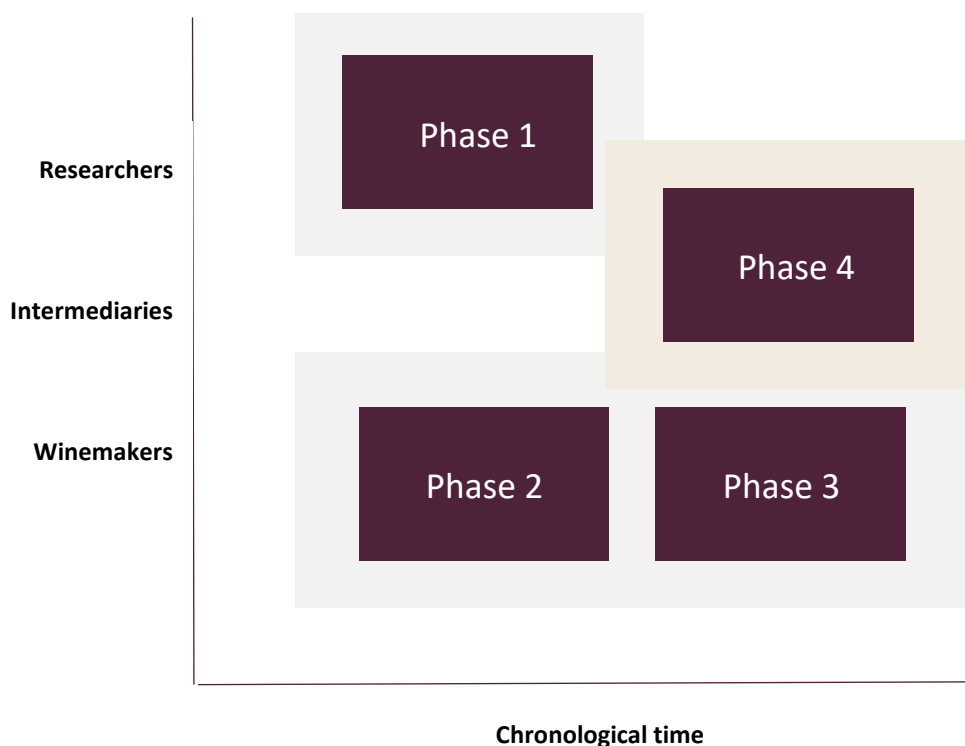 Phase 1
Researchers
Phase 4
Intermediaries
Winemakers
Phase 2
Phase 3
Chronological time